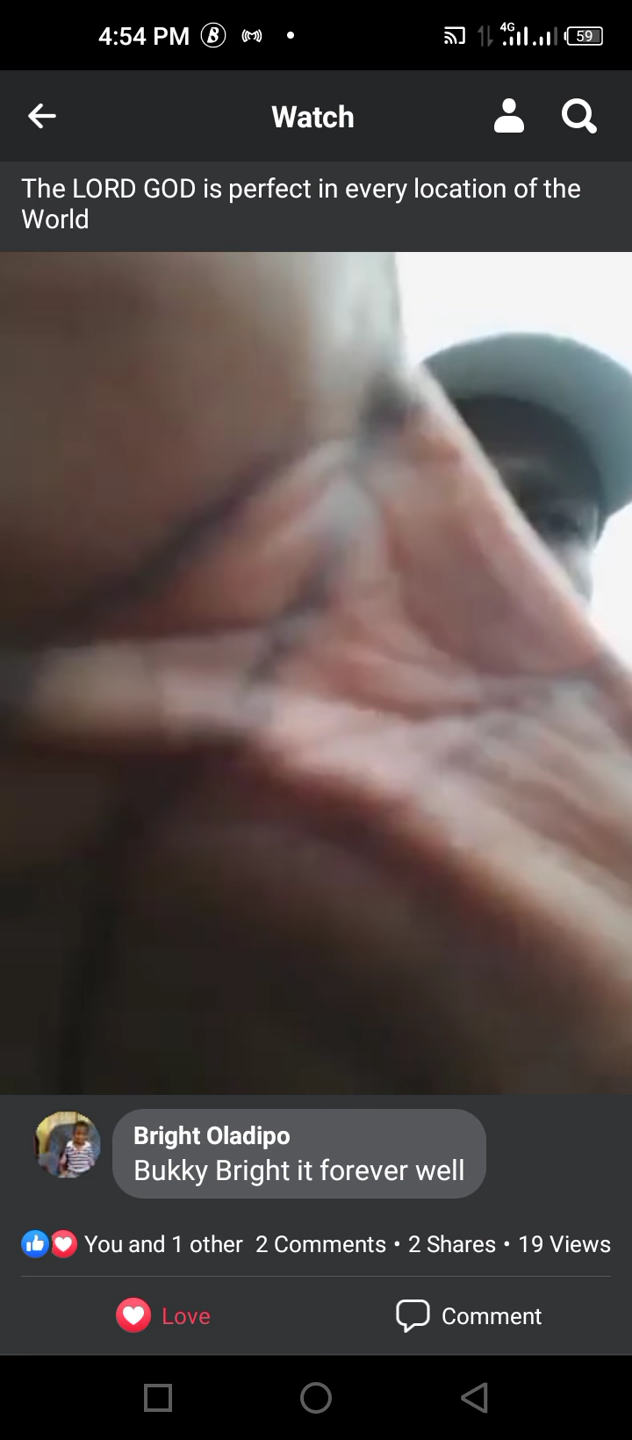 4:54 PM
4G
59
Watch
The LORD GOD is perfect in every location of the
World
Bright Oladipo
Bukky Bright it forever well
You and 1 other 2 Comments • 2 Shares • 19 Views
Love
Comment